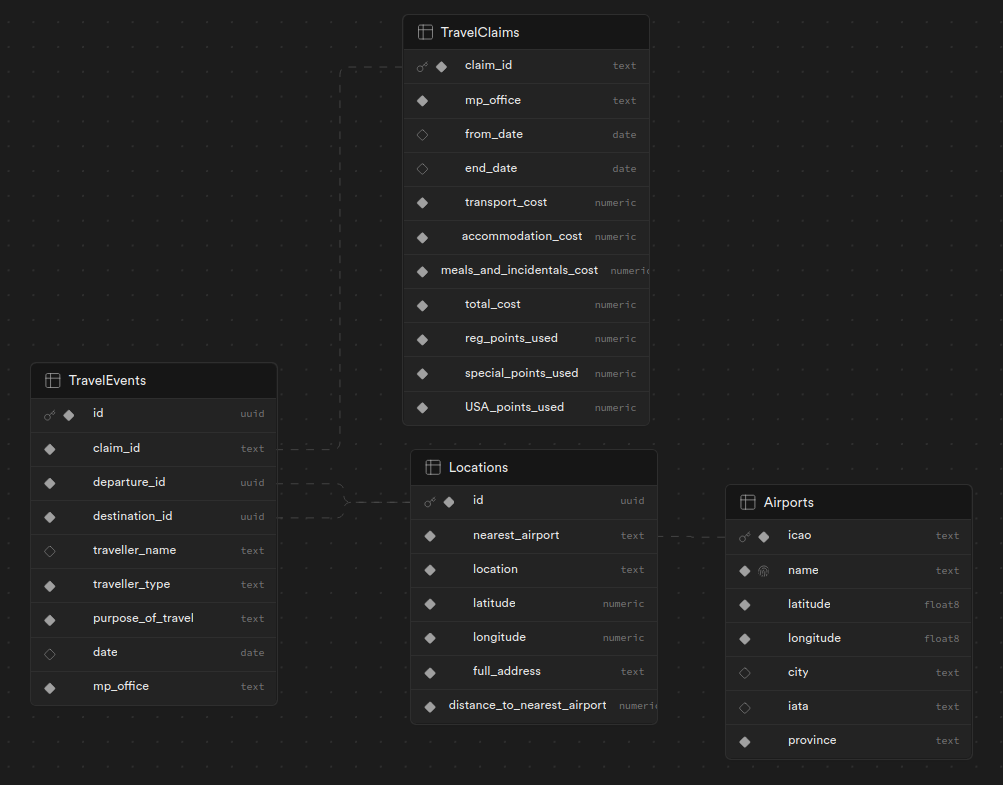 TravelClaims
claim_id text
mp_office text
from_date date
end_date date
transport_cost numeric
accommodation_cost numeric
meals_and_incidentals_cost numeric
total_cost numeric
reg_points_used numeric
special_points_used numeric
USA_points_used numeric
TravelEvents
id uuid
claim_id text
departure_id uuid
destination_id uuid
traveller_name text
traveller_type text
purpose_of_travel text
date date
mp_office text
Locations
id uuid
nearest_airport text
location text
latitude numeric
longitude numeric
full_address text
distance_to_nearest_airport numeric
Airports
icao text
name text
latitude float8
longitude float8
city text
iata text
province text